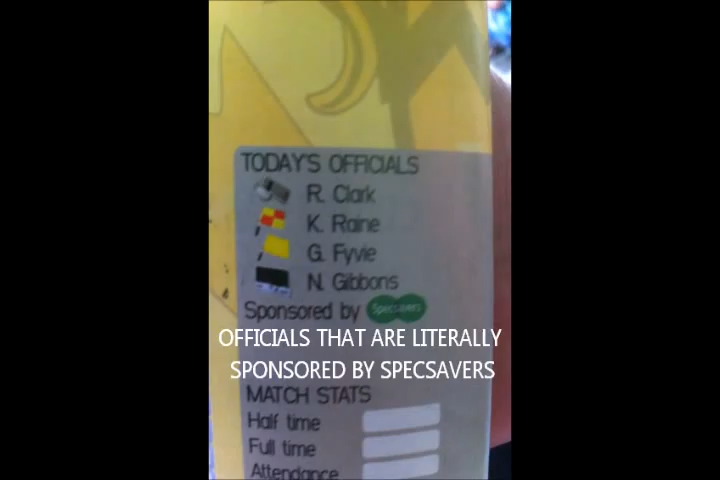 TODAY'S OFFICIALS
R. Clark
K. Raine
G. Fyvie
N. Gibbons
Sponsored by Specsavers
OFFICIALS THAT ARE LITERALLY
SPONSORED BY SPECSAVERS
MATCH STATS
Half time
Full time
Attendance